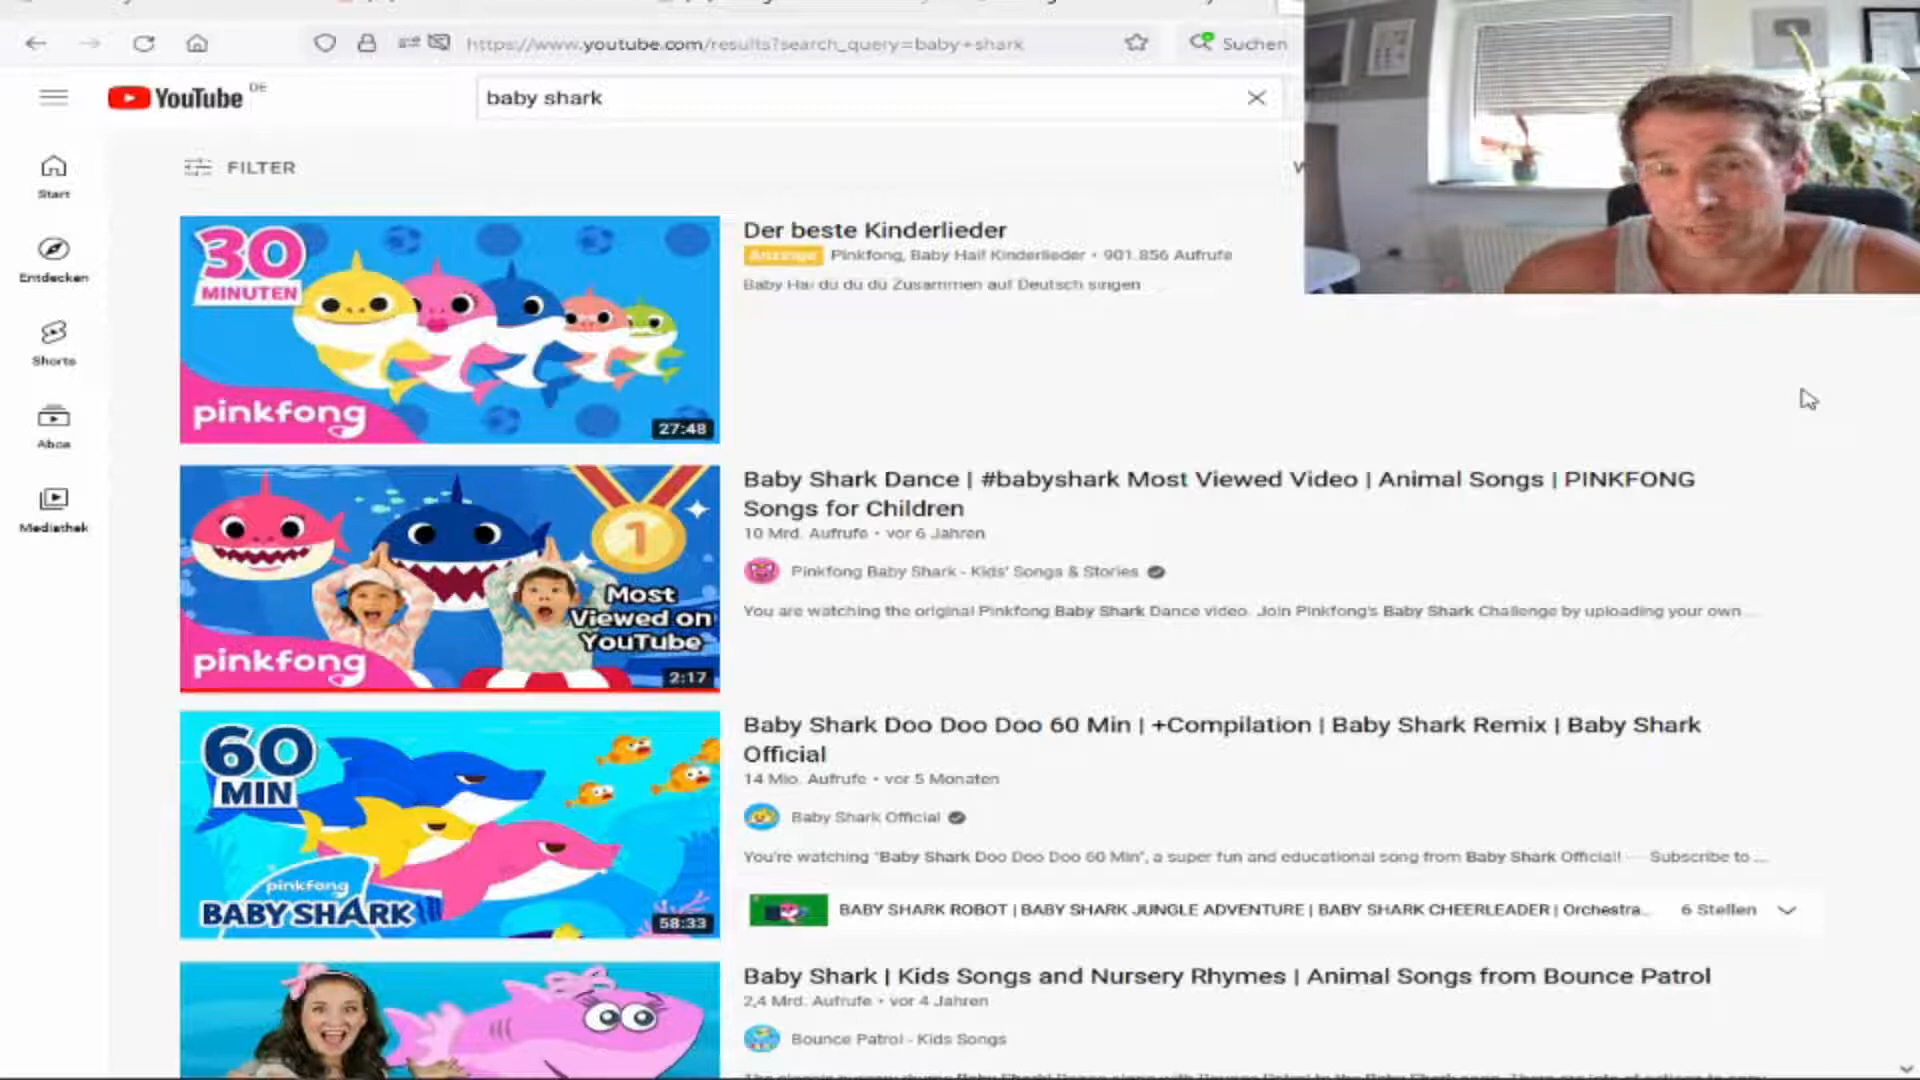 https://www.youtube.com/results?search_query=baby+shark
Suchen
YouTube DE
baby shark
FILTER
Start
Entdecken
Shorts
Abos
Mediathek
30
MINUTEN
pinkfong
27:48
Der beste Kinderlieder
Anzeige Pinkfong, Baby Hai! Kinderlieder • 901.856 Aufrufe
Baby Hai du du du Zusammen auf Deutsch singen
1
Most
Viewed on
YouTube
pinkfong
2:17
Baby Shark Dance | #babyshark Most Viewed Video | Animal Songs | PINKFONG
Songs for Children
10 Mrd. Aufrufe • vor 6 Jahren
Pinkfong Baby Shark - Kids' Songs & Stories
You are watching the original Pinkfong Baby Shark Dance video. Join Pinkfong's Baby Shark Challenge by uploading your own ...
60
MIN
pinkfong
BABY SHARK
58:33
Baby Shark Doo Doo Doo 60 Min | +Compilation | Baby Shark Remix | Baby Shark
Official
14 Mio. Aufrufe • vor 5 Monaten
Baby Shark Official
You're watching "Baby Shark Doo Doo Doo 60 Min", a super fun and educational song from Baby Shark Official! ― Subscribe to ...
BABY SHARK ROBOT | BABY SHARK JUNGLE ADVENTURE | BABY SHARK CHEERLEADER | Orchestra... 6 Stellen
Baby Shark | Kids Songs and Nursery Rhymes | Animal Songs from Bounce Patrol
2,4 Mrd. Aufrufe • vor 4 Jahren
Bounce Patrol - Kids Songs